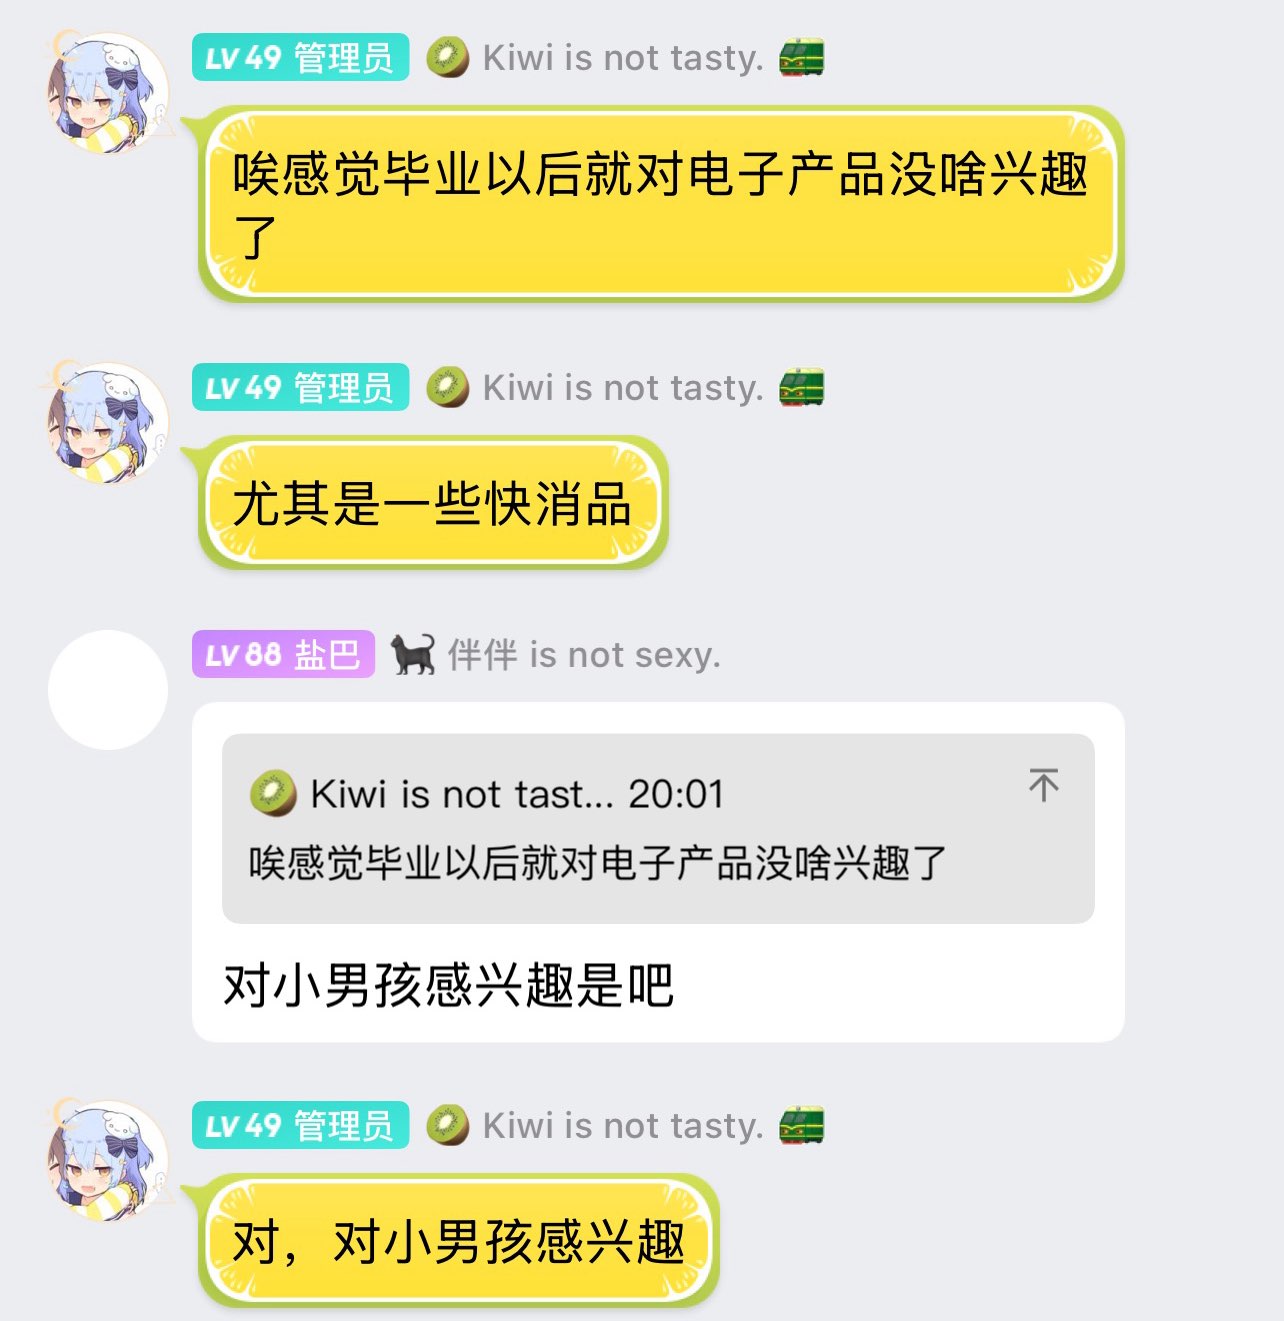 LV 49 管理员 🥝 Kiwi is not tasty. 🚃
唉感觉毕业以后就对电子产品没啥兴趣
了
LV 49 管理员 🥝 Kiwi is not tasty. 🚃
尤其是一些快消品
LV 88 盐巴 🐈‍⬛ 伴伴 is not sexy.
🥝 Kiwi is not tast... 20:01
唉感觉毕业以后就对电子产品没啥兴趣了
对小男孩感兴趣是吧
LV 49 管理员 🥝 Kiwi is not tasty. 🚃
对，对小男孩感兴趣